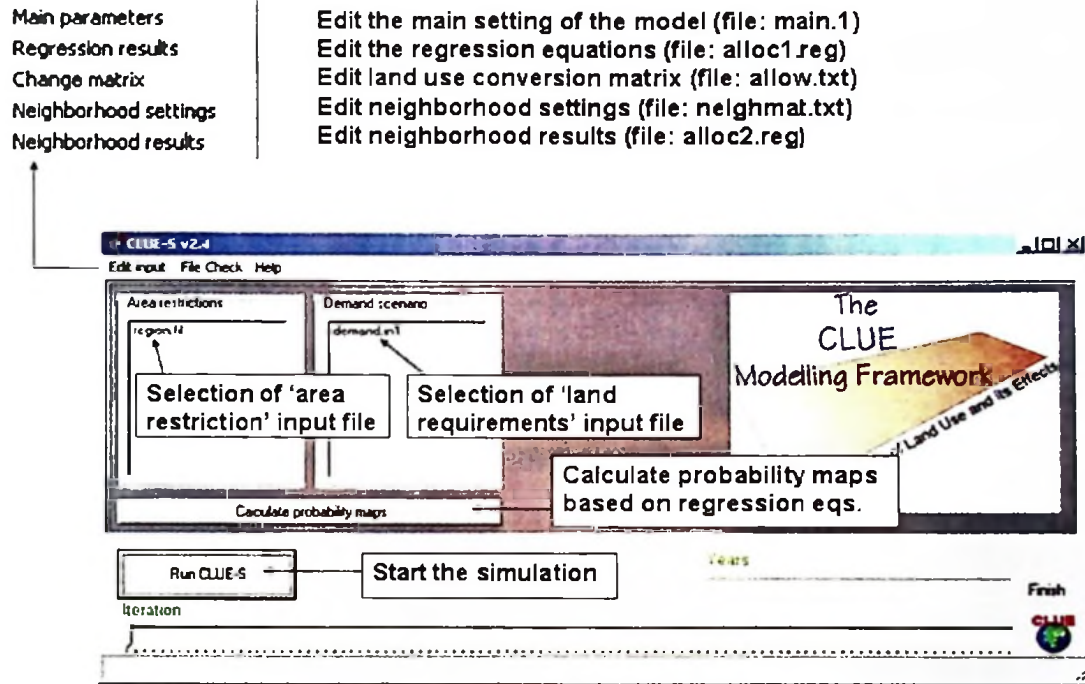 Main parameters
Edit the main setting of the model (file: main.1)
Regression results
Edit the regression equations (file: alloc1.reg)
Change matrix
Edit land use conversion matrix (file: allow.txt)
Neighborhood settings
Edit neighborhood settings (file: neighmat.txt)
Neighborhood results
Edit neighborhood results (file: alloc2.reg)
CLUE-S v2.4
Edit input File Check Help
Area restrictions
Demand scenario
demand.in1
Selection of 'area
restriction' input file
Selection of 'land
requirements' input file
The
CLUE
Modelling Framework
Land Use and its Effects
Calculate probability maps
based on regression eqs.
Calculate probability maps
Run CLUE-S
Start the simulation
Years
Finish
Iteration
CLUE